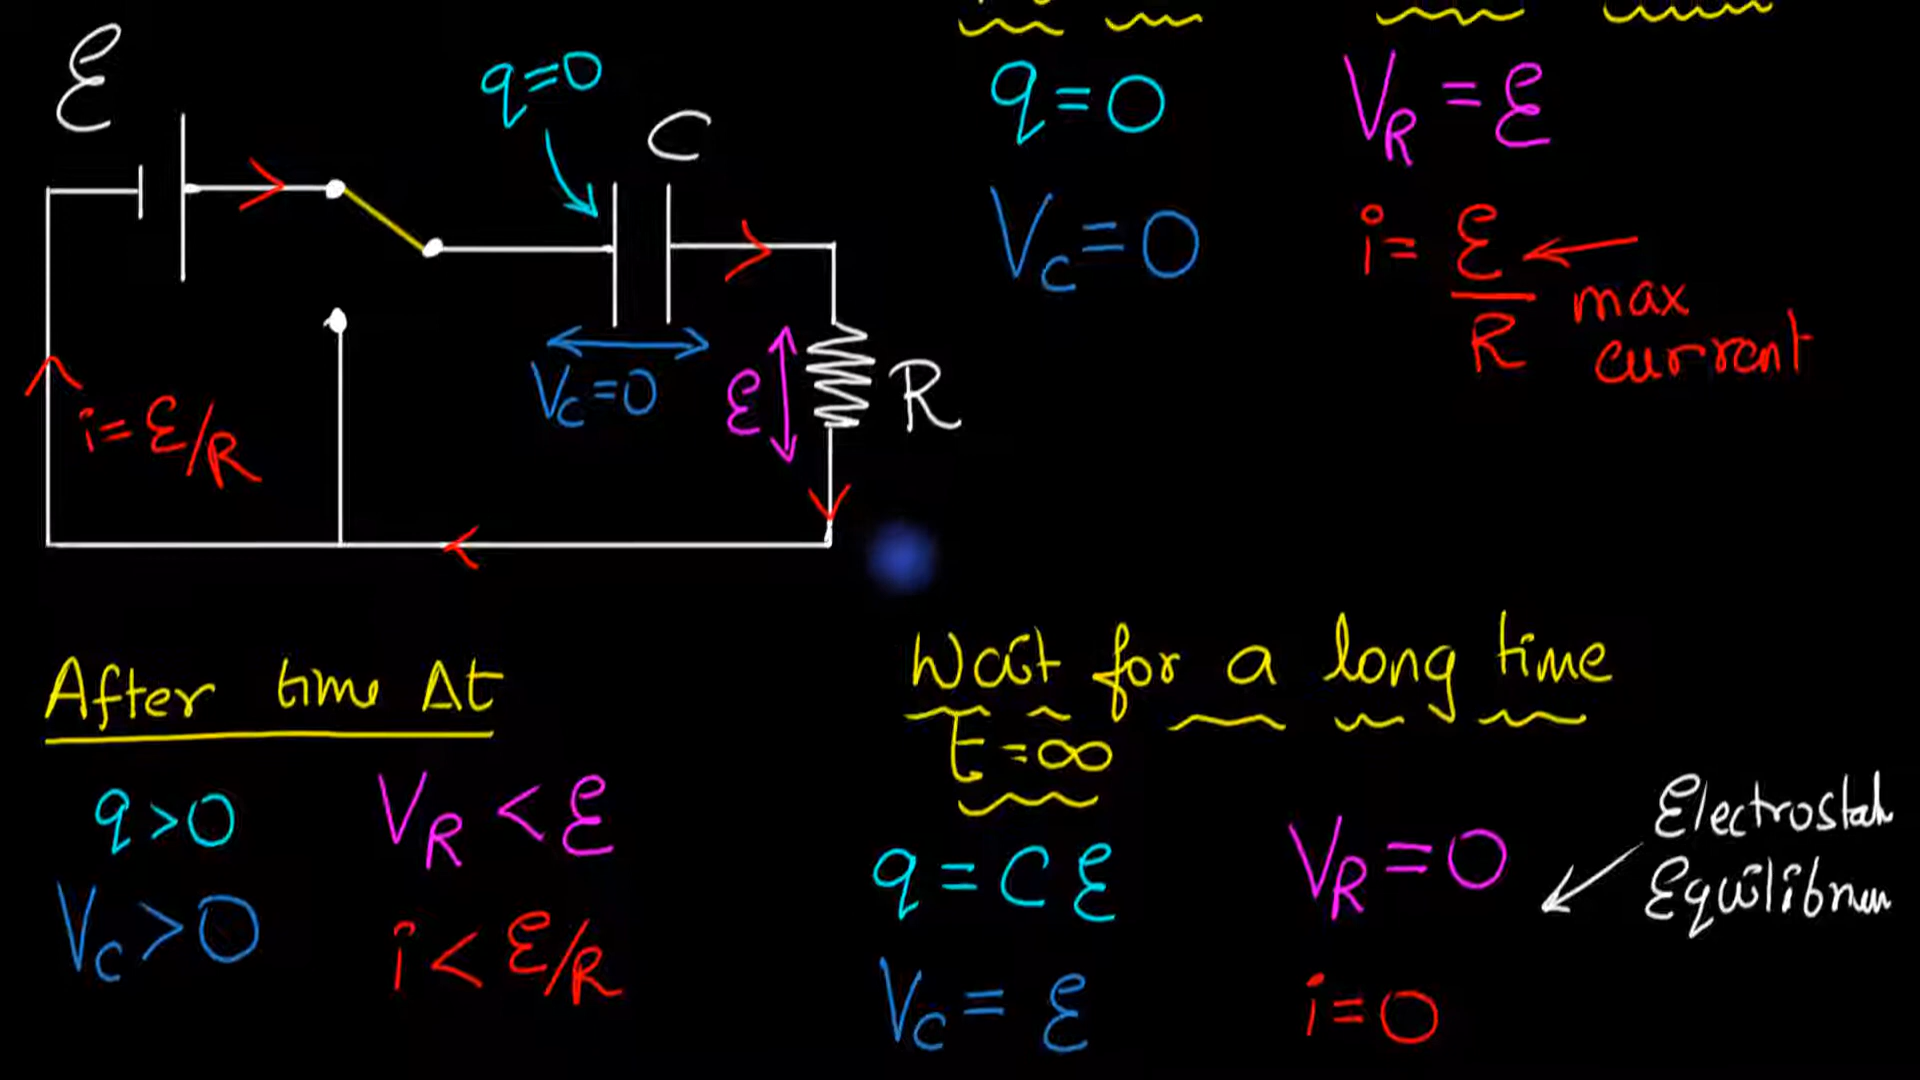 ℰ
q=0
C
Vc=0
ℰ
R
i=ℰ/R
q=0
VR=ℰ
Vc=0
i=ℰ/R
max
current
After time Δt
q>0
VR<ℰ
Vc>0
i<ℰ/R
Wait for a long time
t=∞
q=Cℰ
VR=0
Vc=ℰ
i=0
Electrostatic
Equilibrium